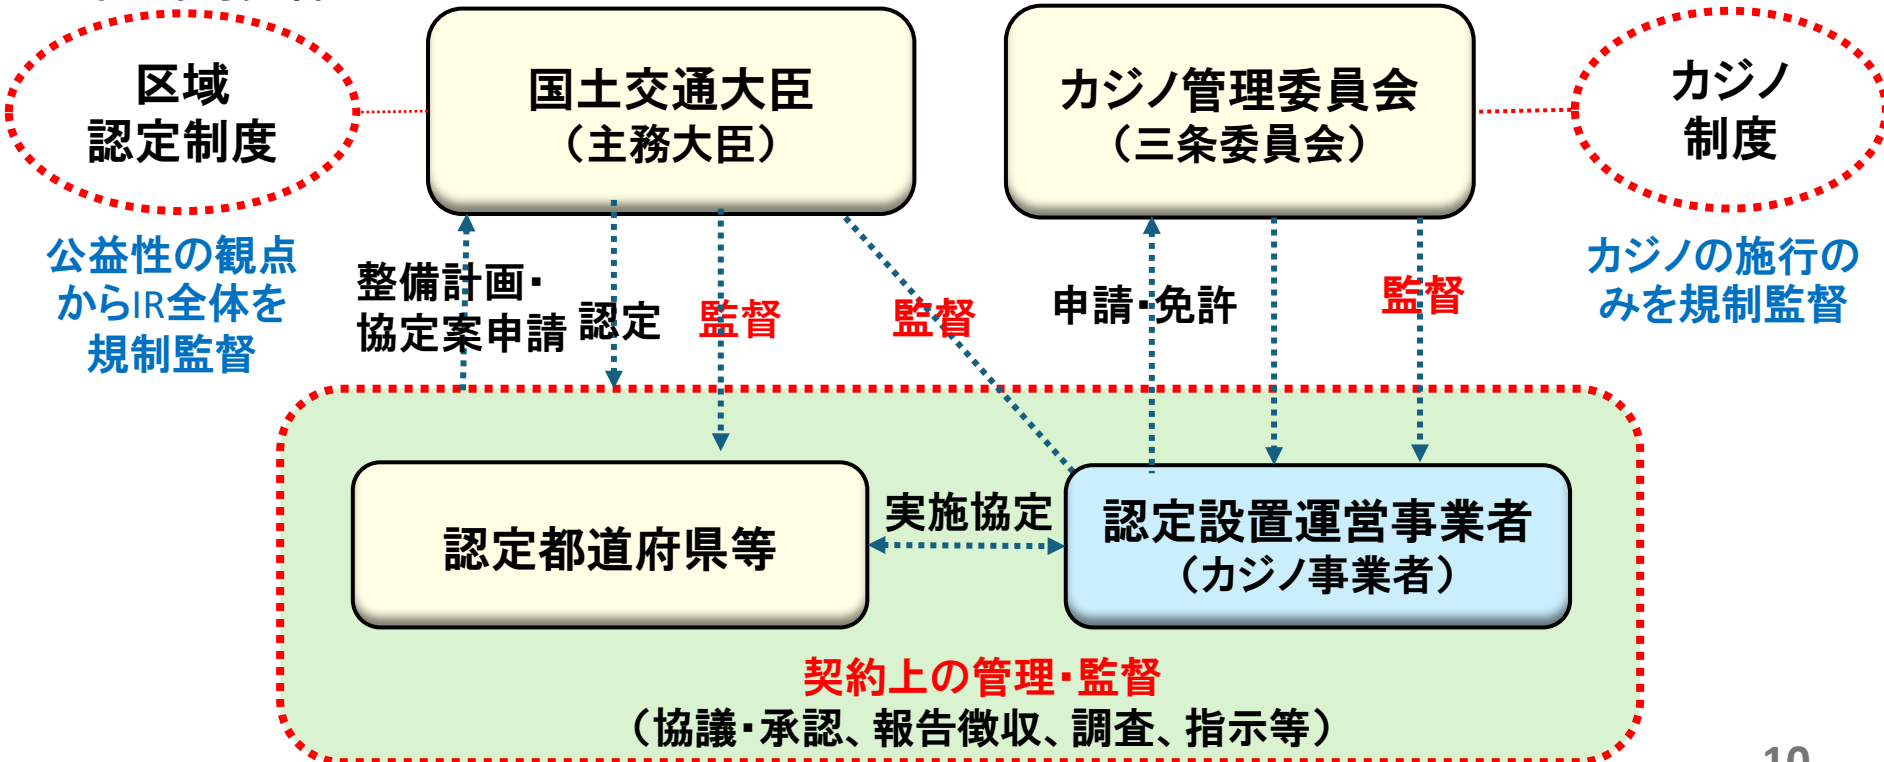 区域
認定制度
国土交通大臣
（主務大臣）
カジノ管理委員会
（三条委員会）
カジノ
制度
公益性の観点
からIR全体を
規制監督
整備計画・
協定案申請
認定
監督
監督
申請・免許
監督
カジノの施行の
みを規制監督
認定都道府県等
実施協定
認定設置運営事業者
（カジノ事業者）
契約上の管理・監督
（協議・承認、報告徴収、調査、指示等）
10